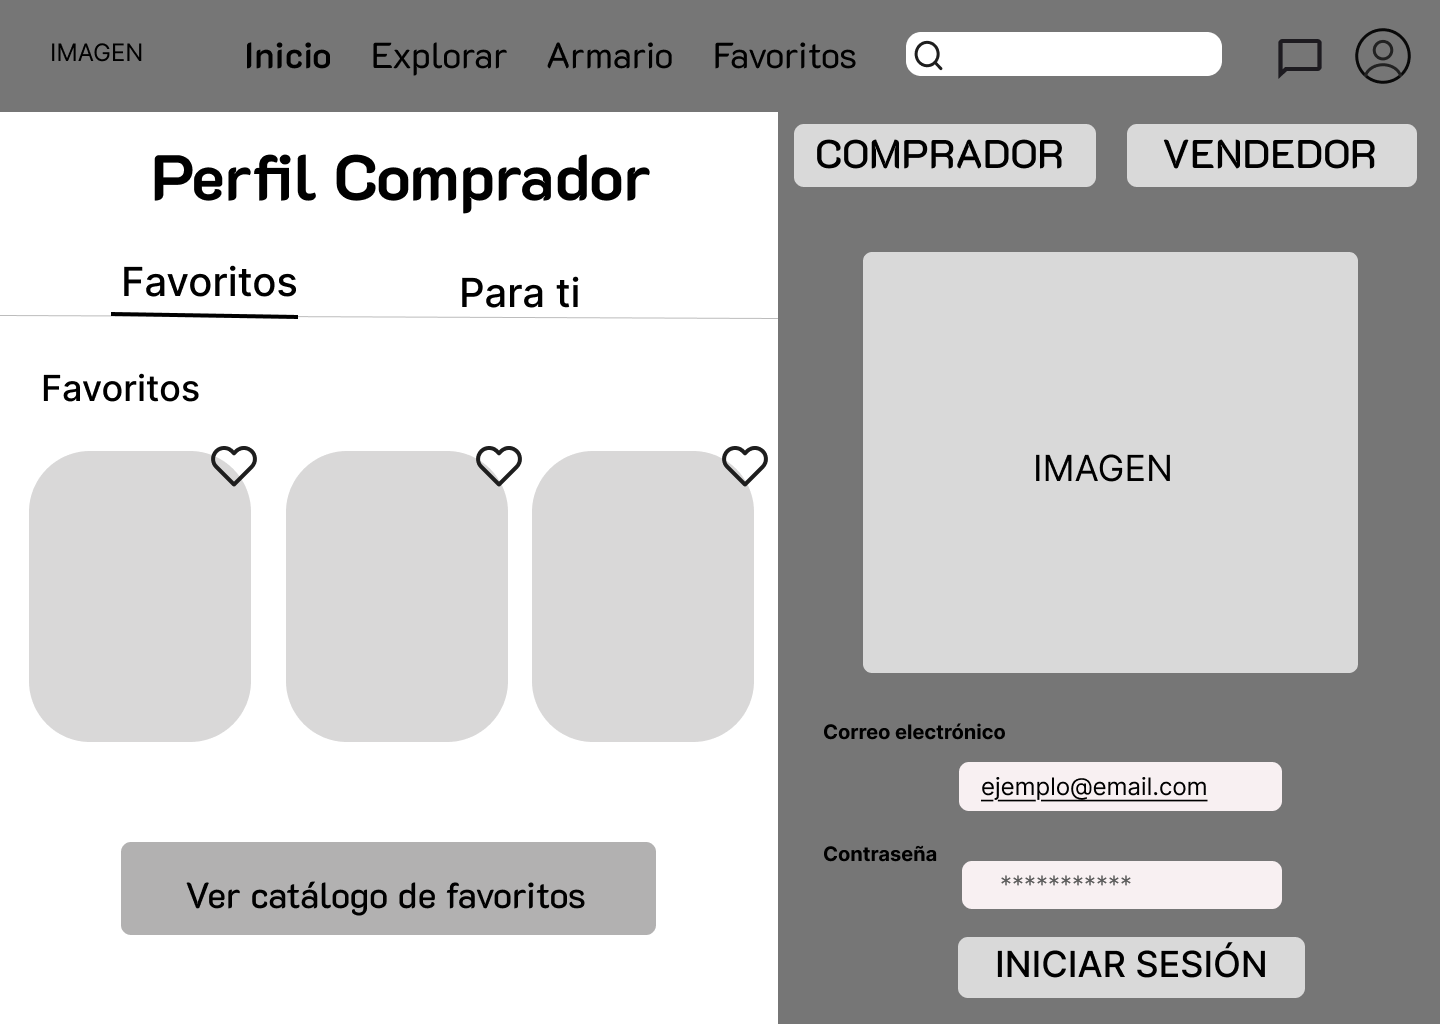 IMAGEN
Inicio Explorar Armario Favoritos
Perfil Comprador
Favoritos Para ti
Favoritos
Ver catálogo de favoritos
COMPRADOR VENDEDOR
IMAGEN
Correo electrónico
ejemplo@email.com
Contraseña
***********
INICIAR SESIÓN